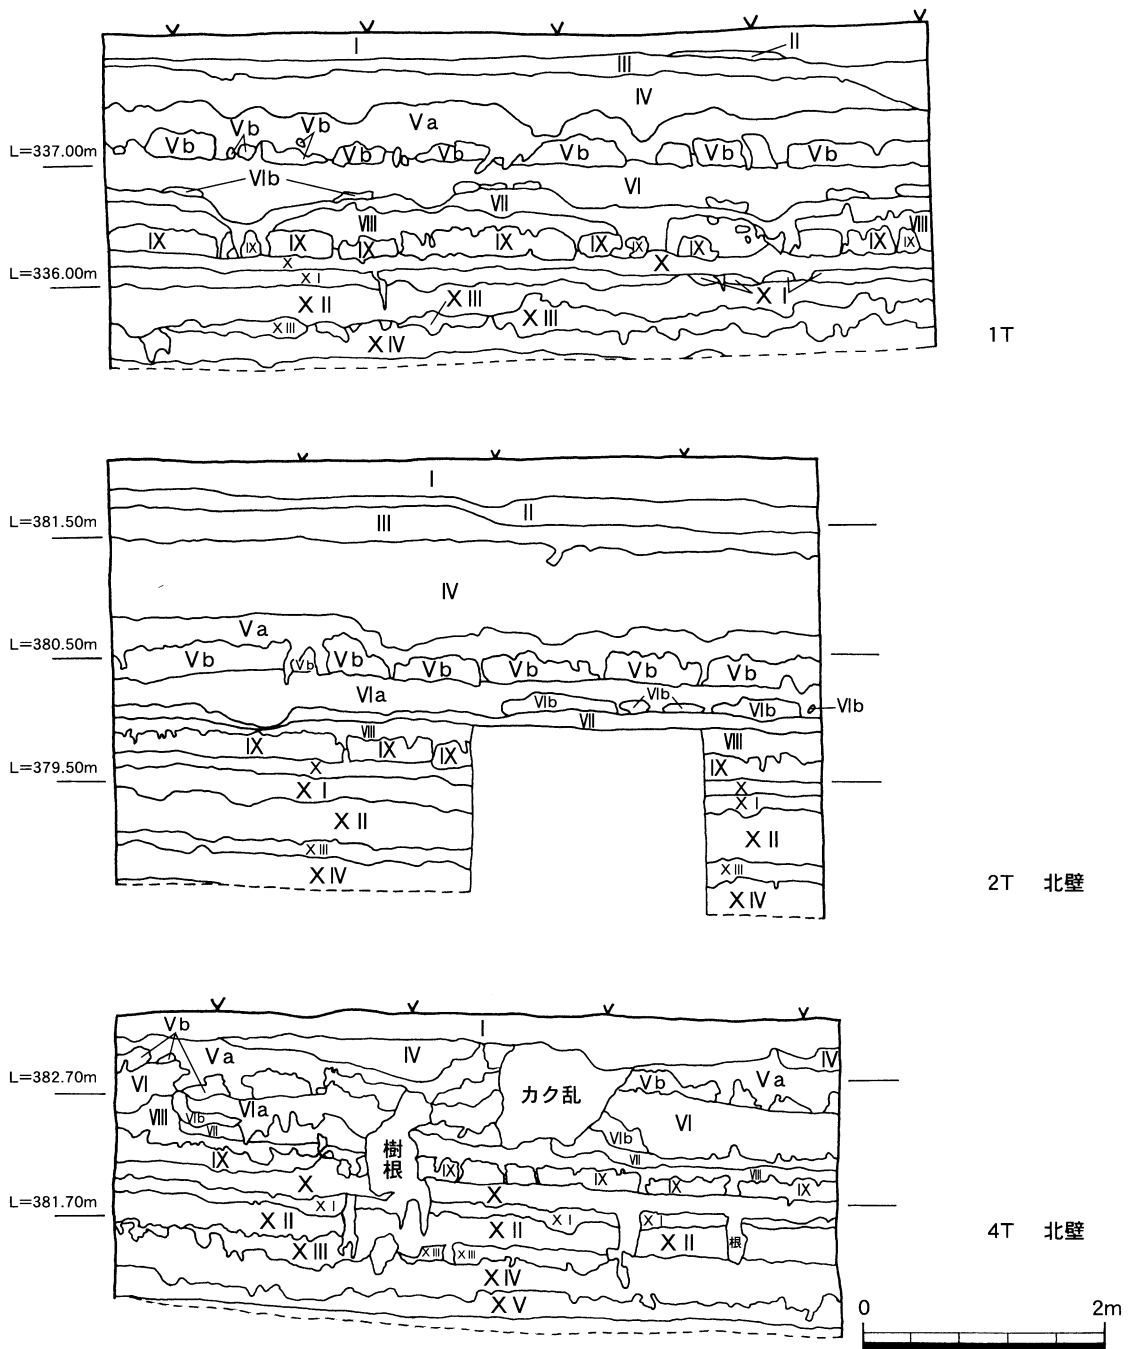 I
II
III
IV
Va
Vb Vb
Vb Vb Vb Vb Vb Vb
L=337.00m
VIb VI
VII
VIII VIII
IX IX IX IX IX IX IX IX IX IX
X X
L=336.00m
XI XI
XII XIII XIII
XIII
XIV
1T
I
II
L=381.50m
III
IV
Va
L=380.50m
Vb Vb Vb Vb Vb Vb Vb
VIa VIb VIb VIb VIb
VII
VIII VIII
IX IX IX IX
L=379.50m
X X
XI XI
XII XII
XIII XIII
XIV XIV
2T 北壁
I
Vb
Va IV IV
L=382.70m
VI カク乱 Vb Va
VIII VIb VIa VI
VII VIb
樹根
VII
IX IX IX VIII IX IX
X X
L=381.70m
XI XI XI
XII XII XII 根
XIII XIII XIII
XIV
XV
4T 北壁
0 2m